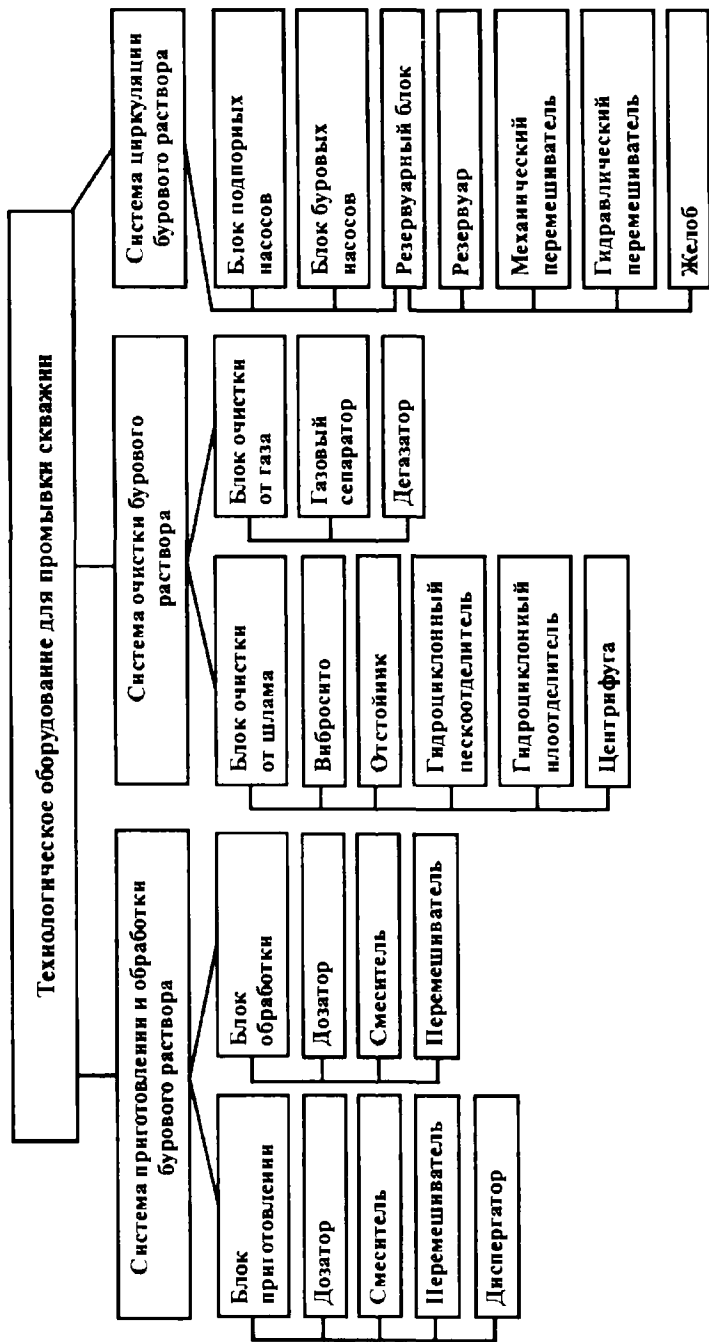 Технологическое оборудование для промывки скважин
Система приготовлении и обработки
бурового раствора
Блок
приготовлении
Дозатор
Смеситель
Перемешиватель
Диспергатор
Блок
обработки
Дозатор
Смеситель
Перемешиватель
Система очистки бурового
раствора
Блок очистки
от шлама
Вибросито
Отстойник
Гидроциклонный
пескоотделитель
Гидроциклонный
илоотделитель
Центрифуга
Блок очистки
от газа
Газовый
сепаратор
Дегазатор
Система циркуляции
бурового раствора
Блок подпорных
насосов
Блок буровых
насосов
Резервуарный блок
Резервуар
Механический
перемешиватель
Гидравлический
перемешиватель
Желоб